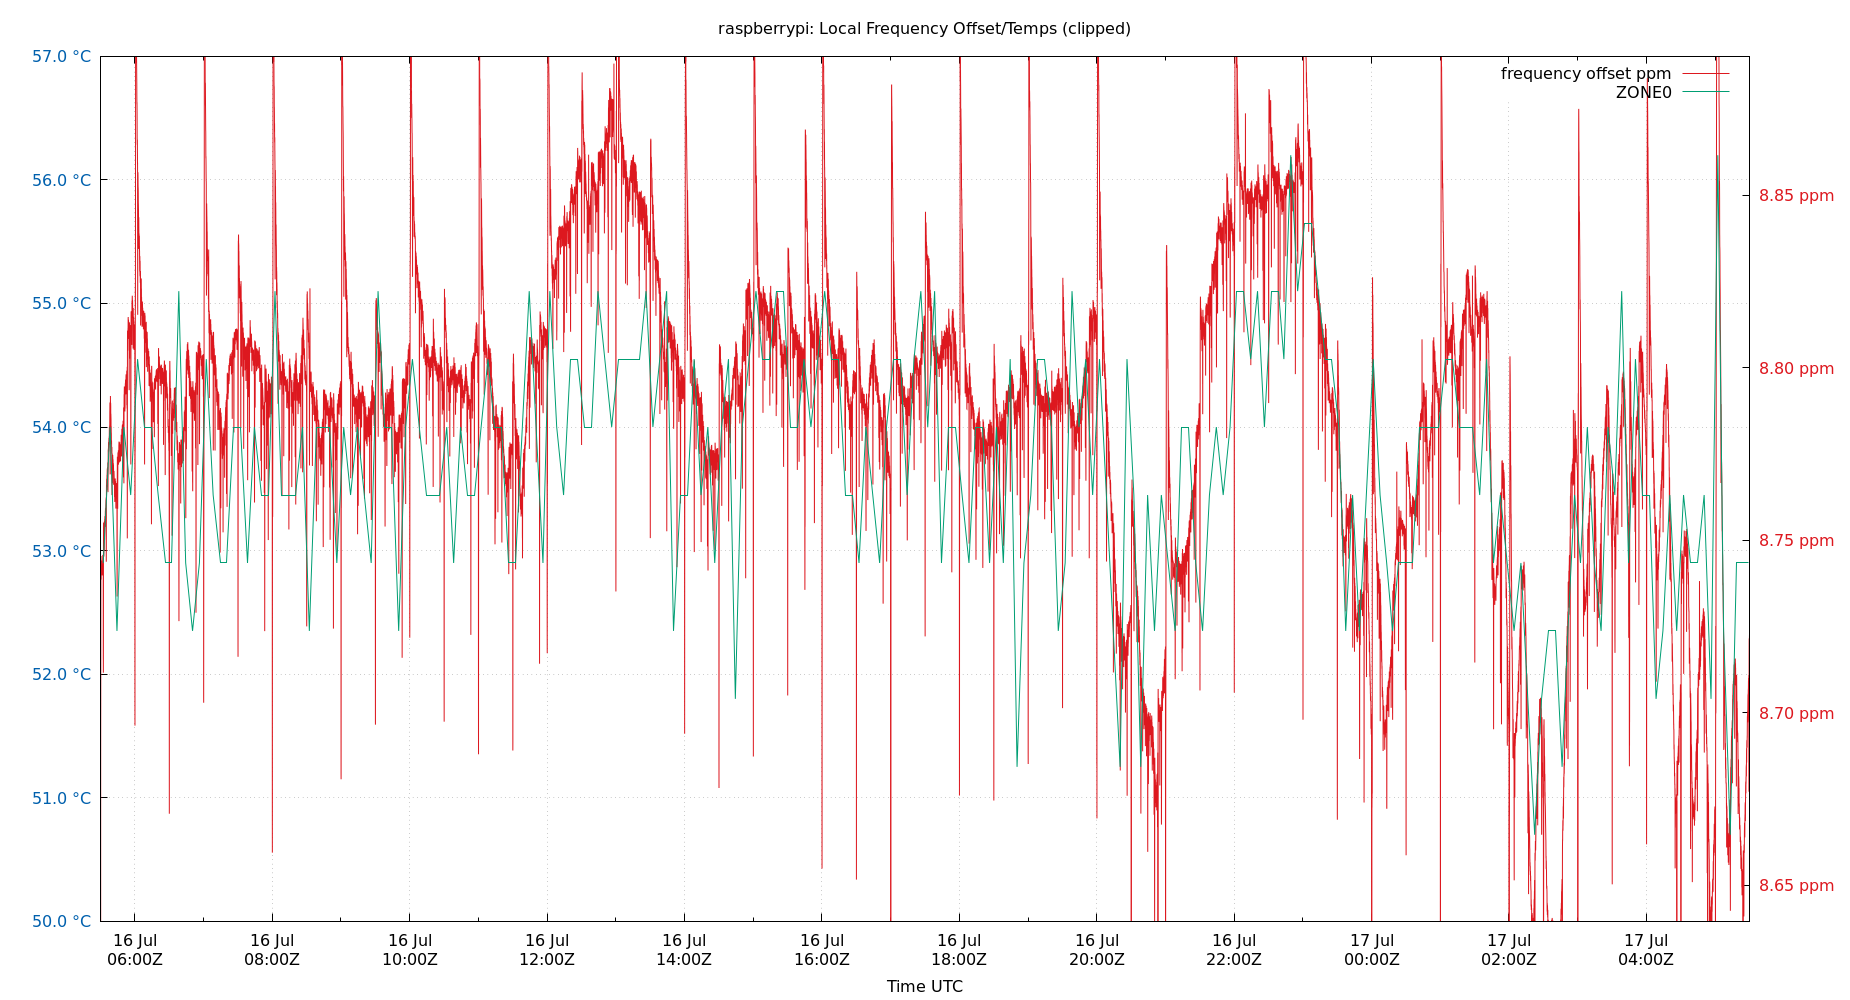 raspberrypi: Local Frequency Offset/Temps (clipped)
57.0 °C
56.0 °C
55.0 °C
54.0 °C
53.0 °C
52.0 °C
51.0 °C
50.0 °C
frequency offset ppm
ZONE0
8.85 ppm
8.80 ppm
8.75 ppm
8.70 ppm
8.65 ppm
16 Jul 16 Jul 16 Jul 16 Jul 16 Jul 16 Jul 16 Jul 16 Jul 16 Jul 17 Jul 17 Jul 17 Jul
06:00Z 08:00Z 10:00Z 12:00Z 14:00Z 16:00Z 18:00Z 20:00Z 22:00Z 00:00Z 02:00Z 04:00Z
Time UTC